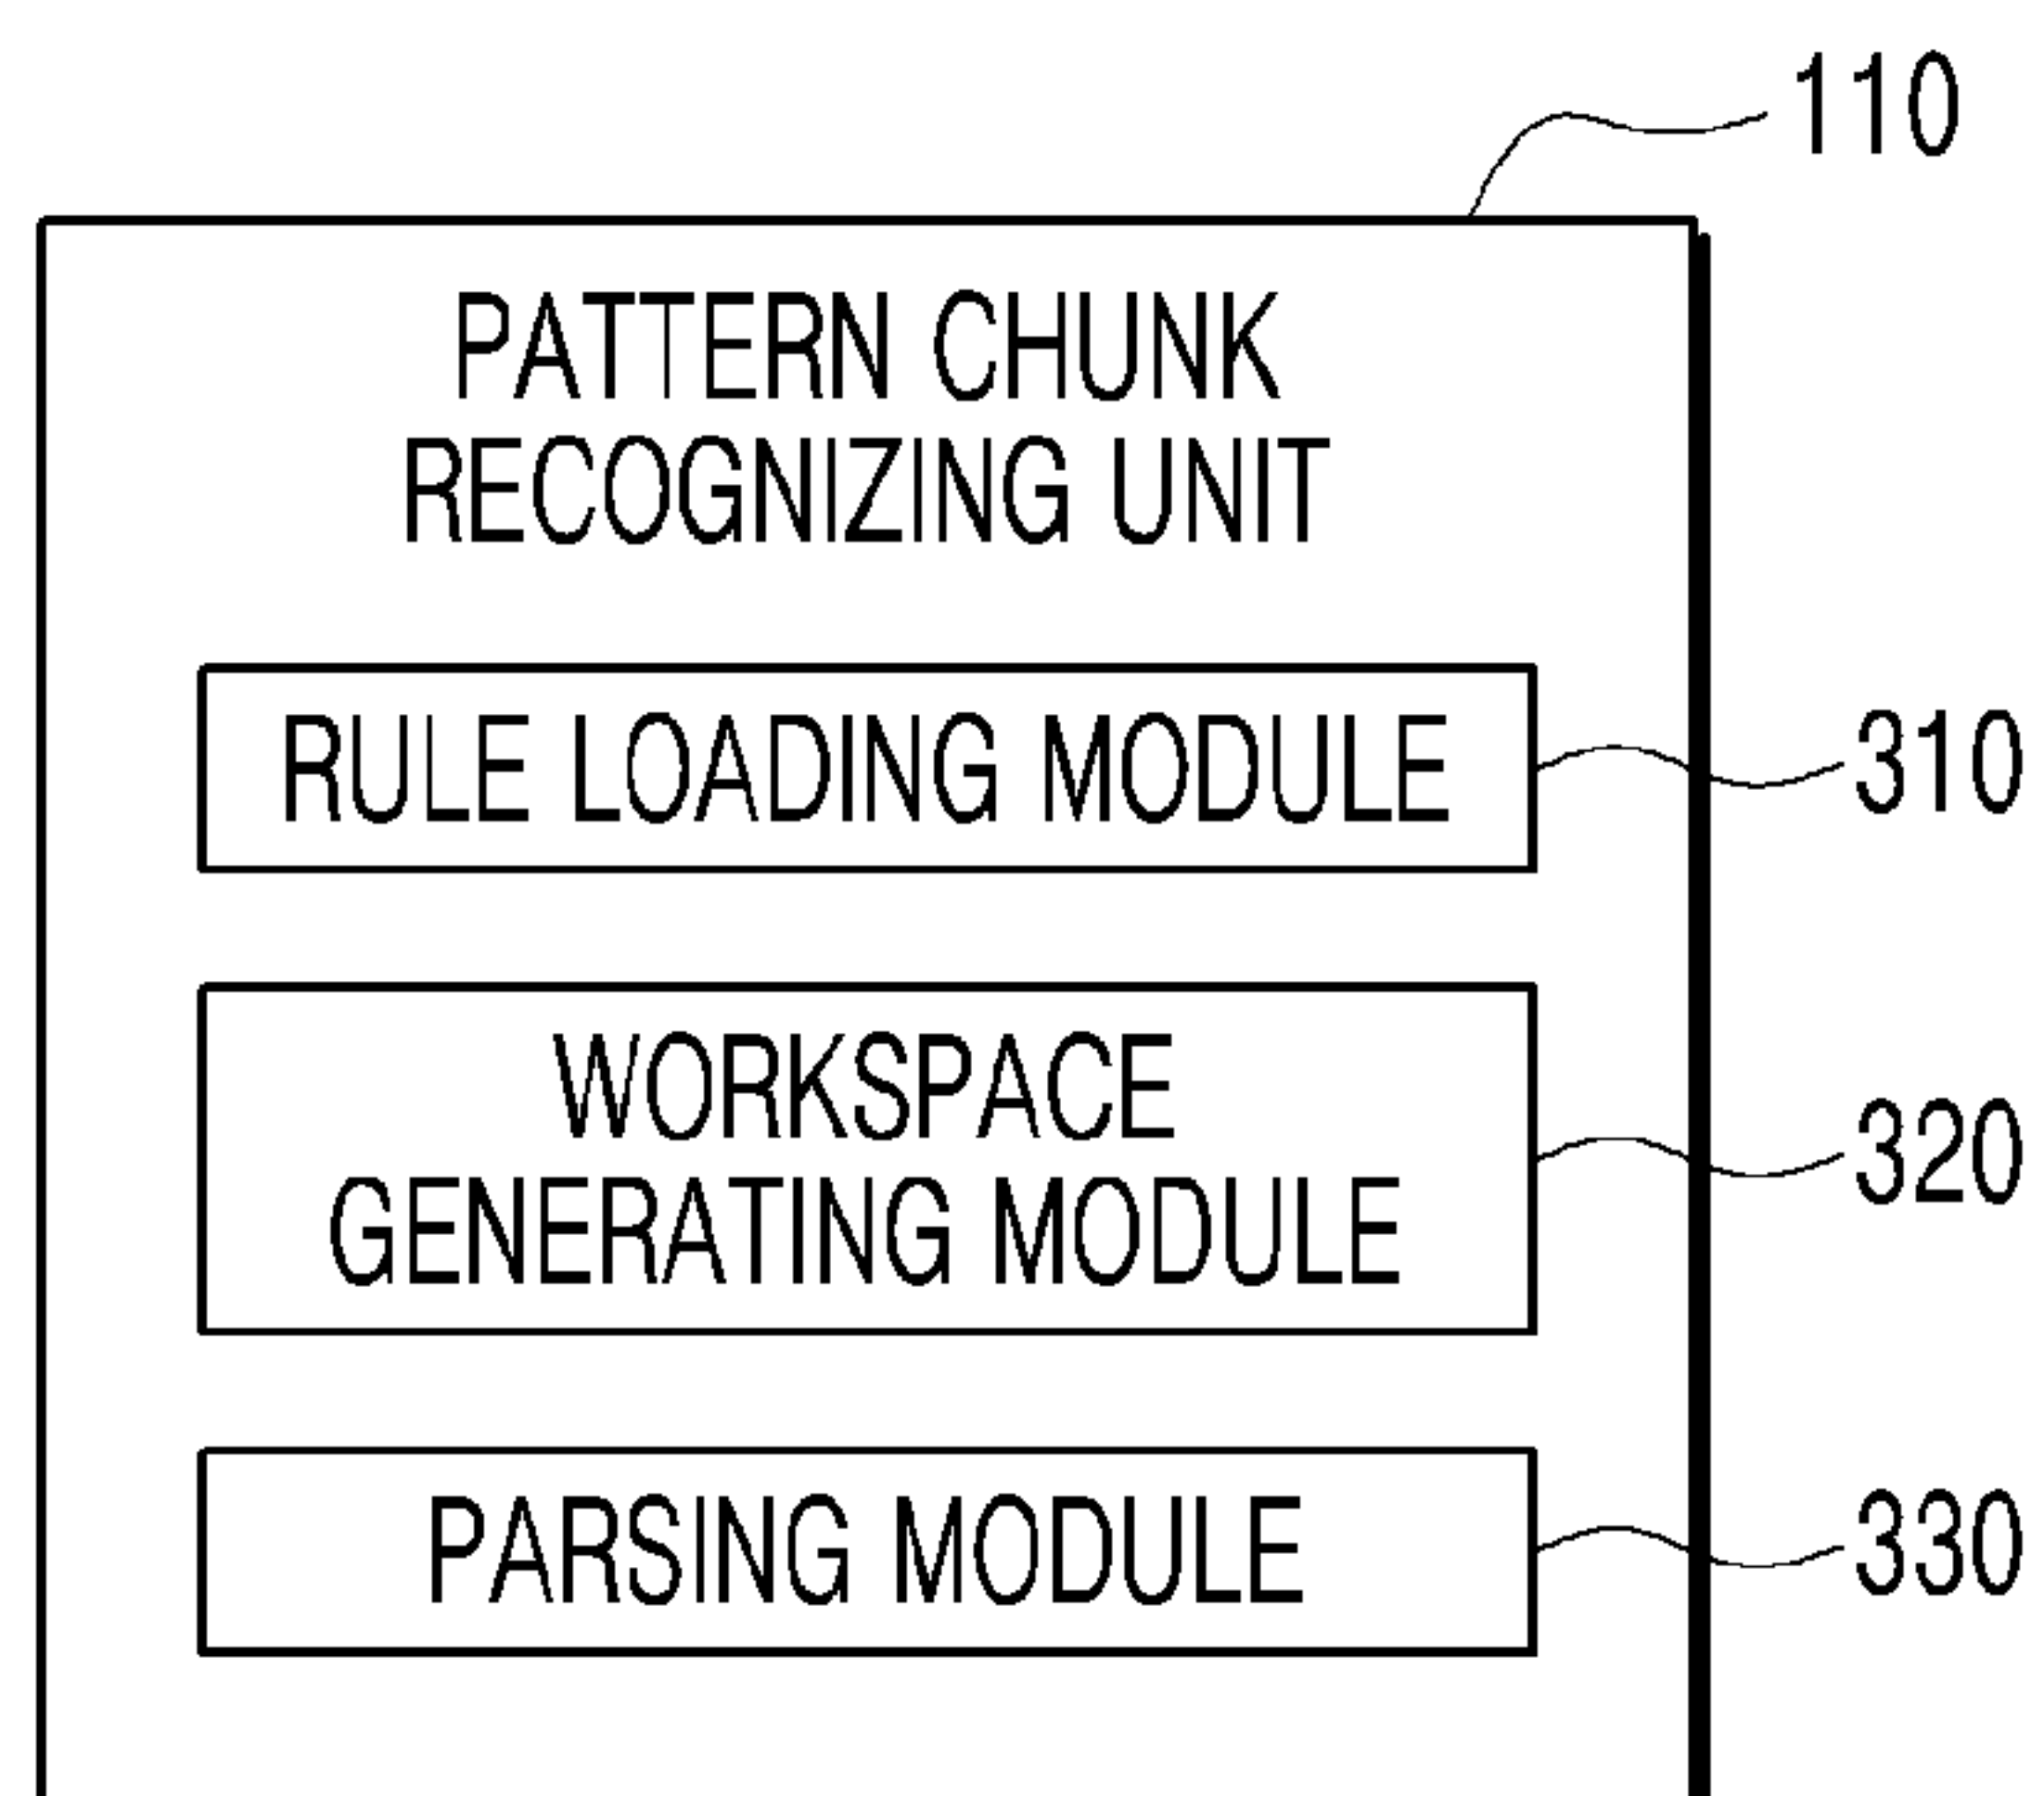 110
PATTERN CHUNK
RECOGNIZING UNIT
RULE LOADING MODULE
310
WORKSPACE
GENERATING MODULE
320
PARSING MODULE
330